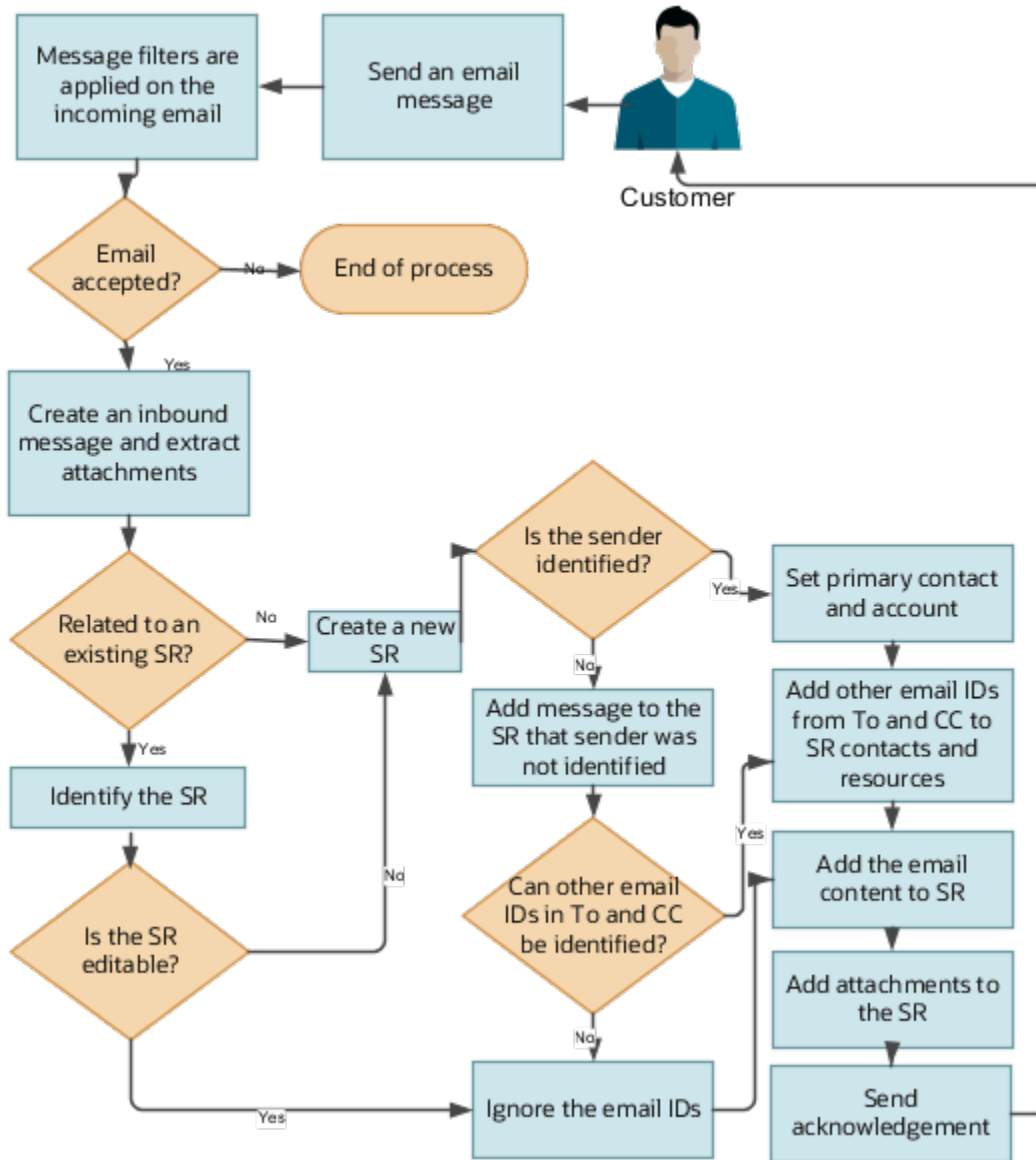 Message filters are
applied on the
incoming email
Send an email
message
Customer
Email
accepted?
No
End of process
Yes
Create an inbound
message and extract
attachments
Related to an
existing SR?
No
Create a new
SR
Is the sender
identified?
Yes
Set primary contact
and account
No
Add message to the
SR that sender was
not identified
Add other email IDs
from To and CC to
SR contacts and
resources
Yes
Identify the SR
Is the SR
editable?
No
Can other email
IDs in To and CC
be identified?
Yes
Add the email
content to SR
Add attachments to
the SR
No
Yes
Ignore the email IDs
Send
acknowledgement